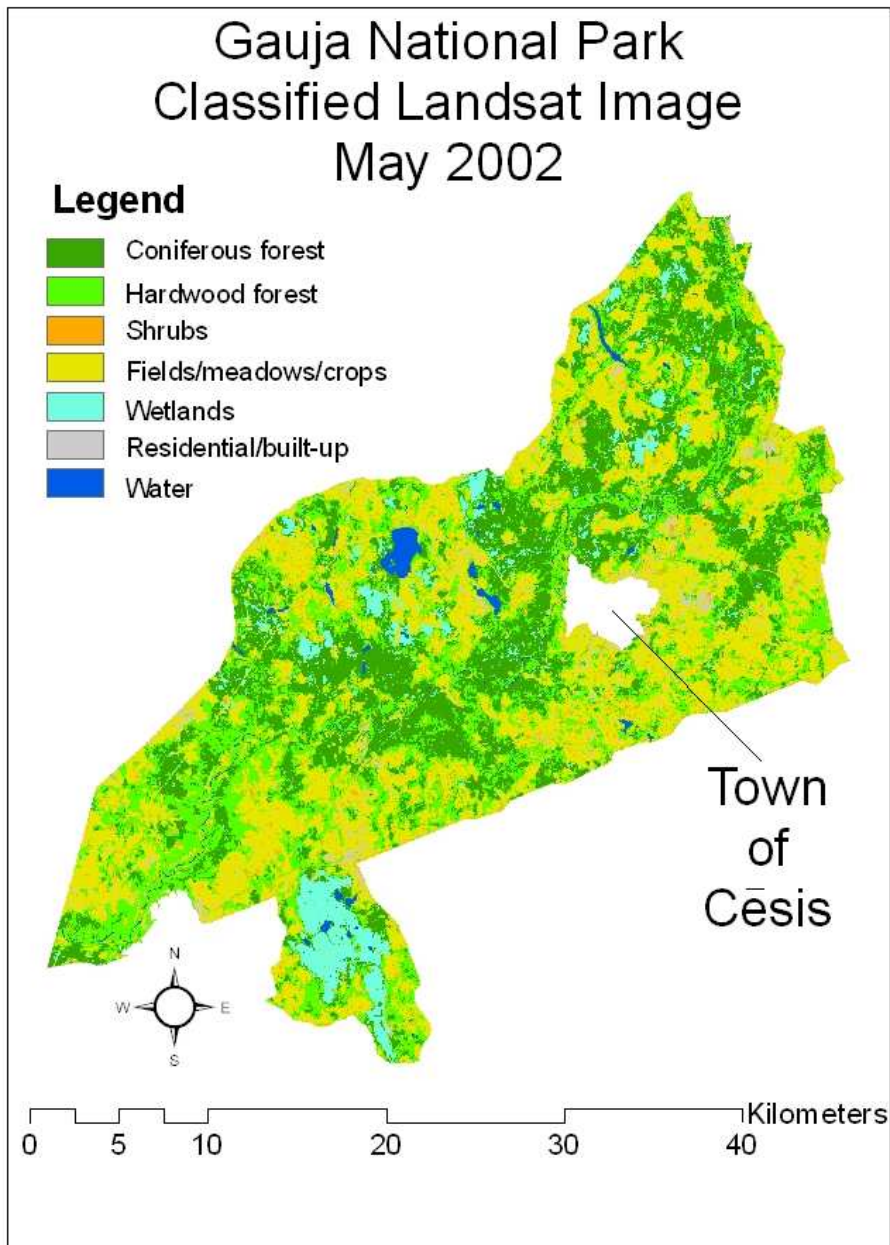 Gauja National Park
Classified Landsat Image
May 2002
Legend
Coniferous forest
Hardwood forest
Shrubs
Fields/meadows/crops
Wetlands
Residential/built-up
Water
Town
of
Cēsis
N
W E
S
Kilometers
0 5 10 20 30 40